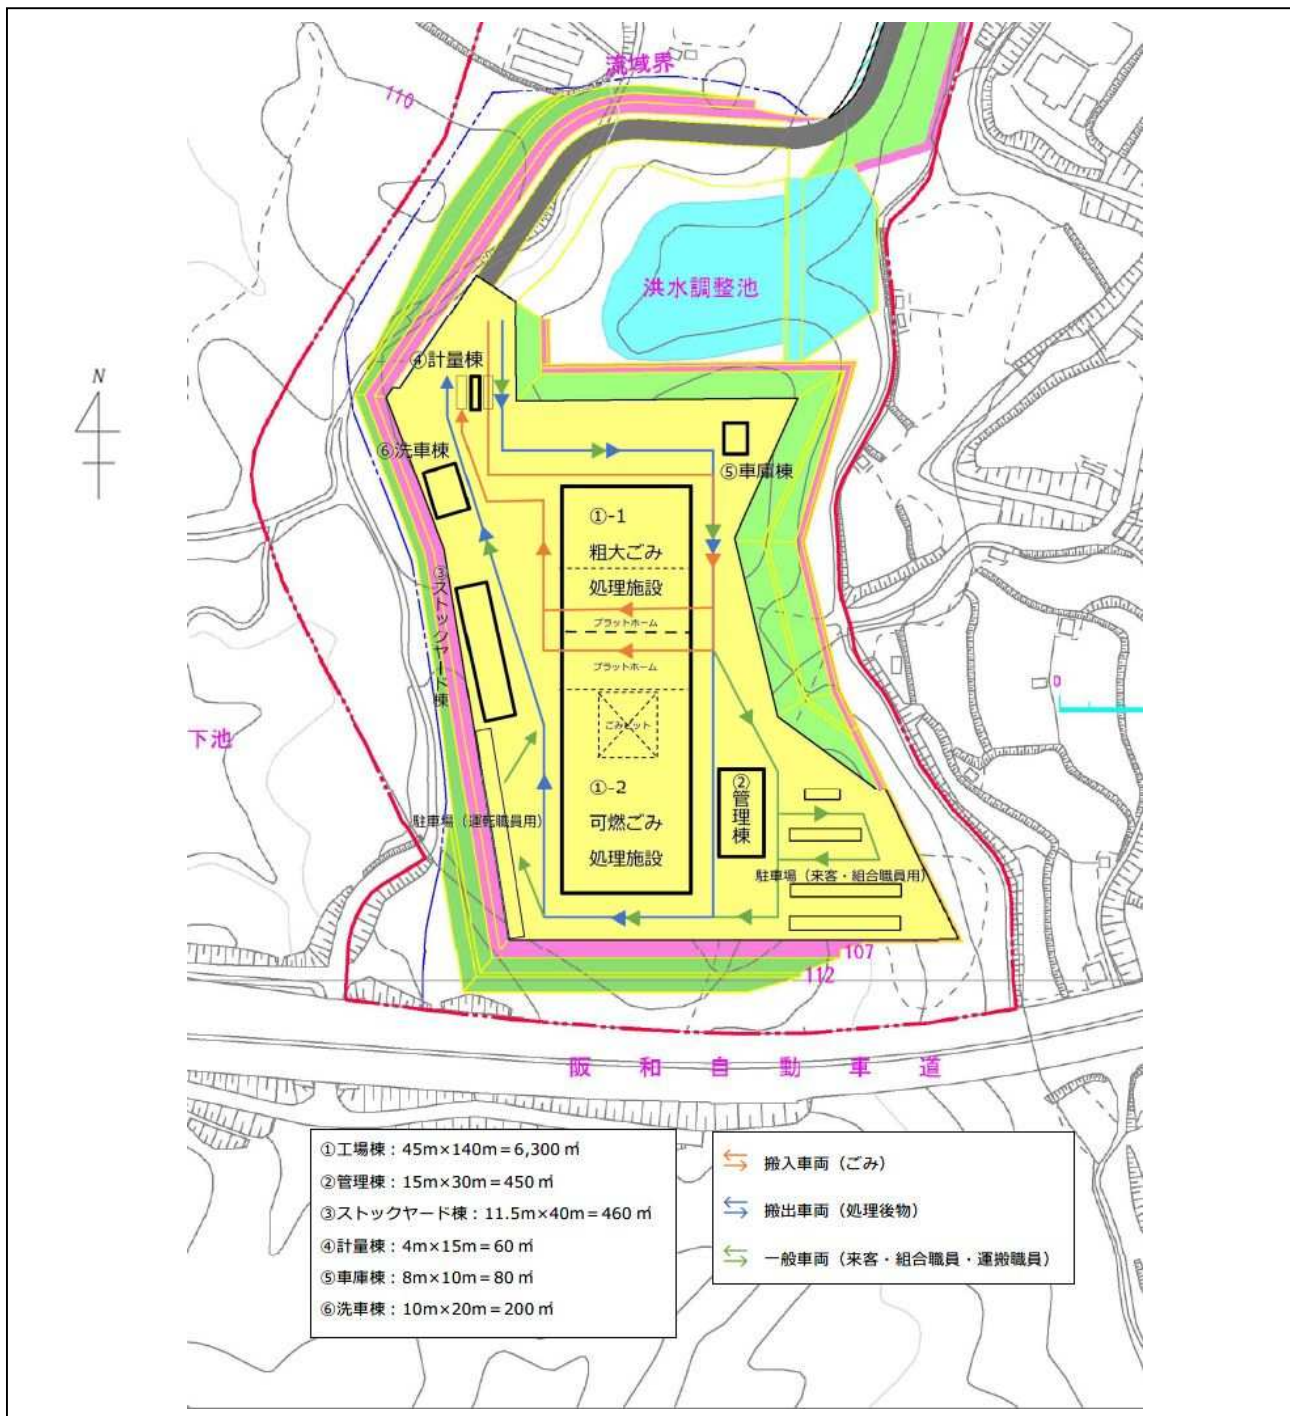 流域界
110
洪水調整池
N
④計量棟
⑥洗車棟
⑤車庫棟
①-1
粗大ごみ
処理施設
プラットホーム
プラットホーム
③ストックヤード棟
ごみピット
D
下池
①-2
可燃ごみ
処理施設
②管理棟
駐車場(運転職員用)
駐車場(来客・組合職員用)
107
112
阪和自動車道
①工場棟:45m×140m=6,300㎡
②管理棟:15m×30m=450㎡
③ストックヤード棟:11.5m×40m=460㎡
④計量棟:4m×15m=60㎡
⑤車庫棟:8m×10m=80㎡
⑥洗車棟:10m×20m=200㎡
搬入車両(ごみ)
搬出車両(処理後物)
一般車両(来客・組合職員・運搬職員)